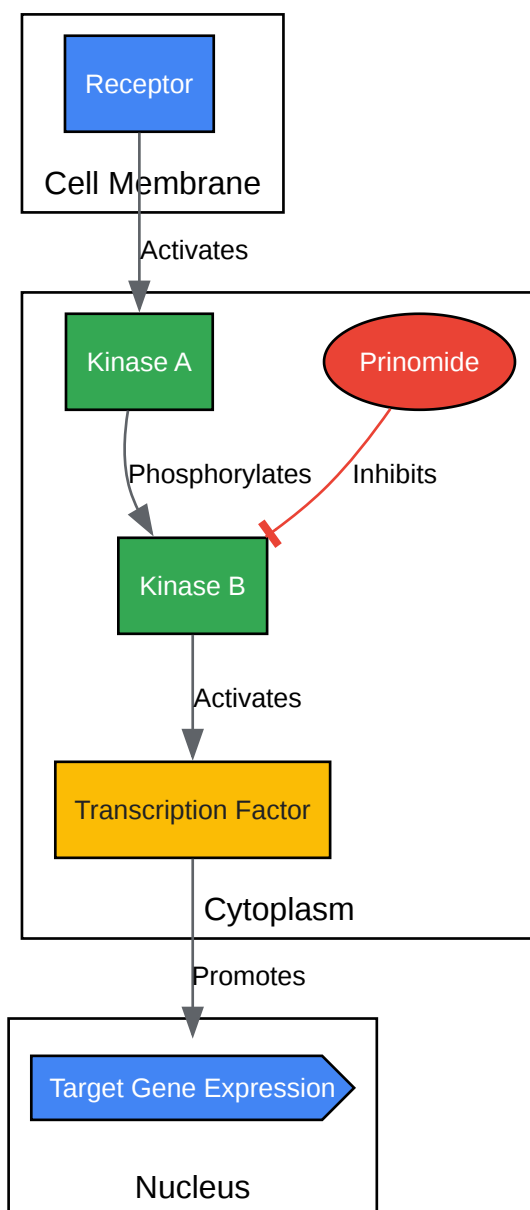 Receptor
Cell Membrane
Activates
Kinase A
Prinomide
Phosphorylates
Inhibits
Kinase B
Activates
Transcription Factor
Cytoplasm
Promotes
Target Gene Expression
Nucleus